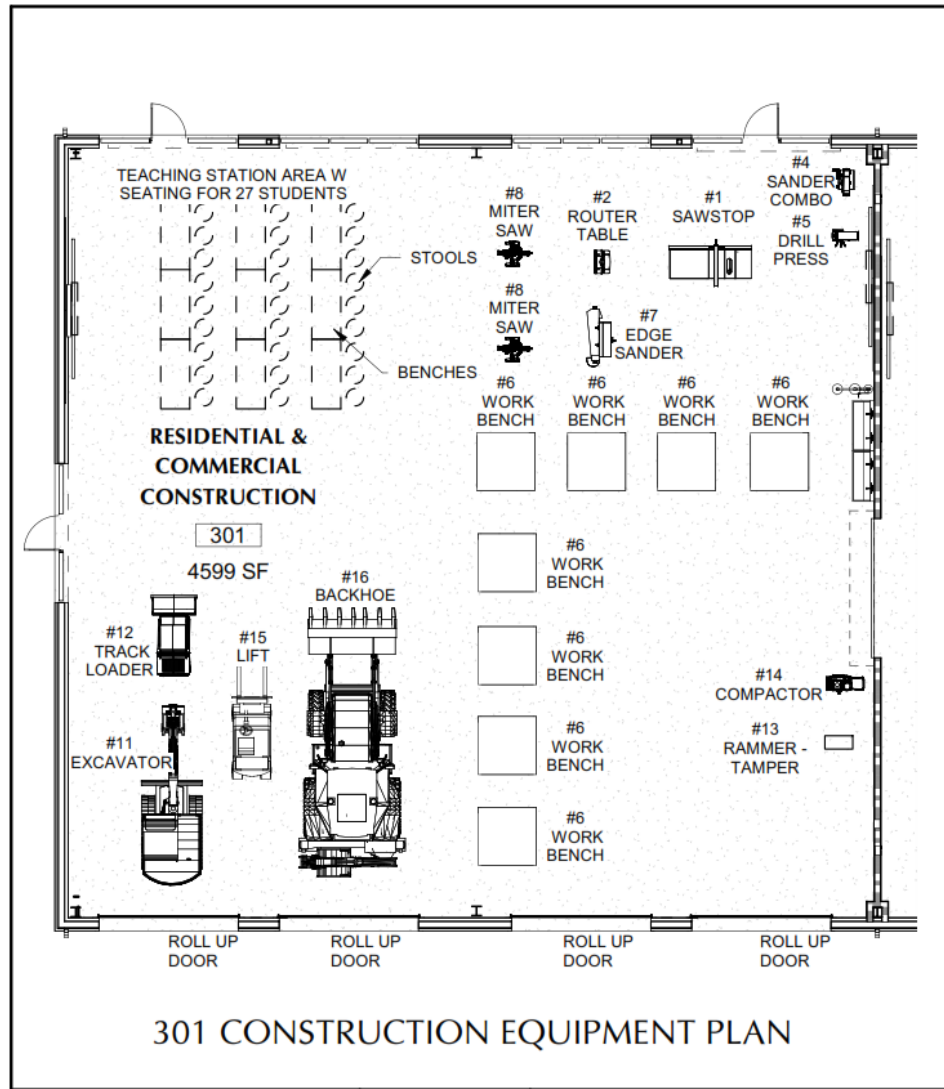 TEACHING STATION AREA W
SEATING FOR 27 STUDENTS
STOOLS
BENCHES
#8
MITER
SAW
#2
ROUTER
TABLE
#1
SAWSTOP
#4
SANDER
COMBO
#5
DRILL
PRESS
#8
MITER
SAW
#7
EDGE
SANDER
#6
WORK
BENCH
#6
WORK
BENCH
#6
WORK
BENCH
#6
WORK
BENCH
RESIDENTIAL &
COMMERCIAL
CONSTRUCTION
301
4599 SF
#6
WORK
BENCH
#16
BACKHOE
#12
TRACK
LOADER
#15
LIFT
#6
WORK
BENCH
#14
COMPACTOR
#11
EXCAVATOR
#6
WORK
BENCH
#13
RAMMER -
TAMPER
#6
WORK
BENCH
ROLL UP
DOOR
ROLL UP
DOOR
ROLL UP
DOOR
ROLL UP
DOOR
301 CONSTRUCTION EQUIPMENT PLAN